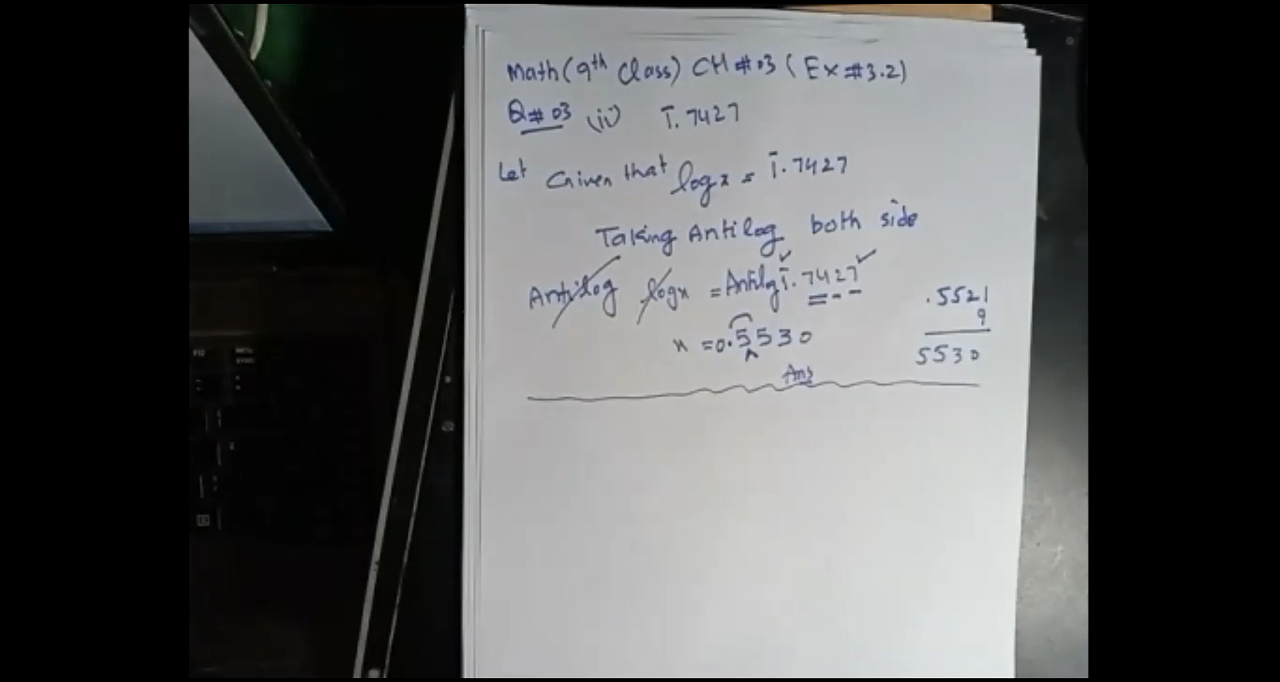 Math (9th Class) CH #03 ( Ex #3.2)
Q# 03 (ii) 1̄.7427
Let Given that log x = 1̄.7427
Taking Antilog both side
Antilog log x = Antilog 1̄.7427
.5521
9
x = 0.5530
5530
Ans